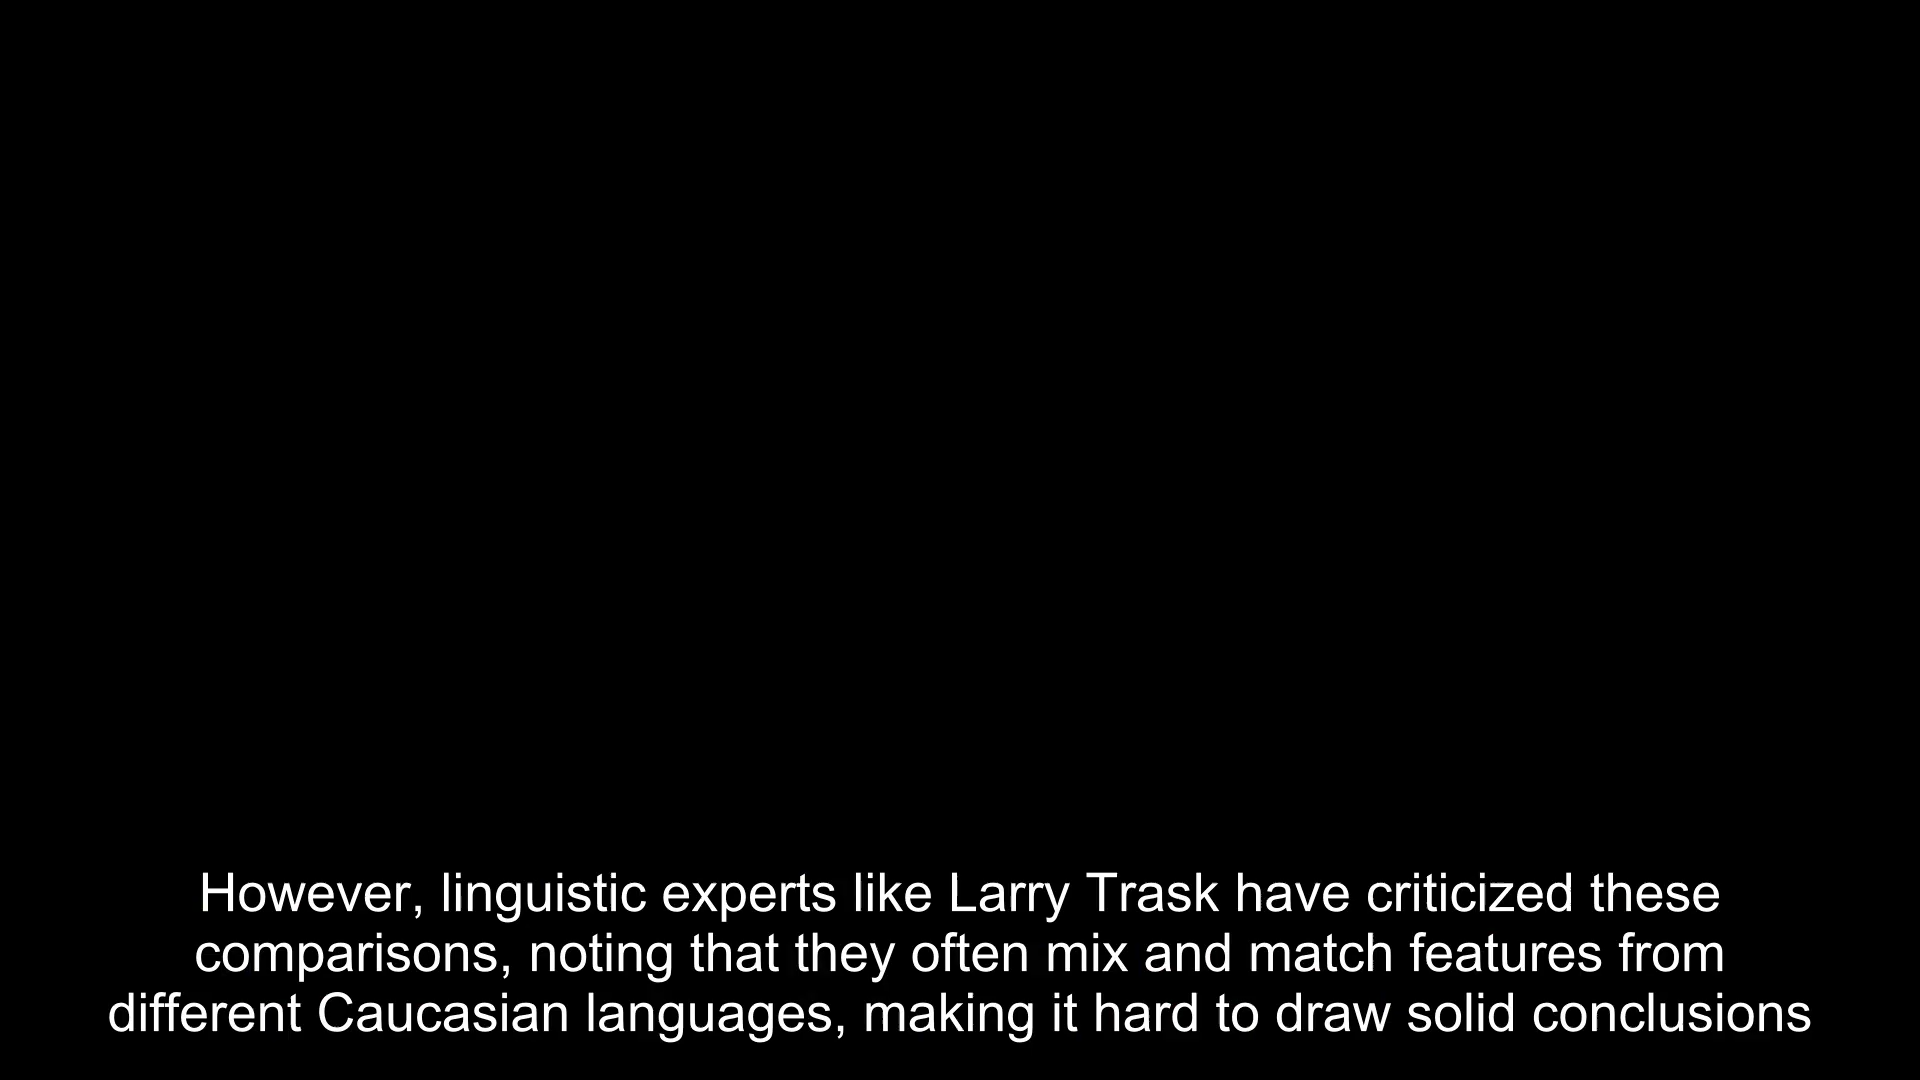 However, linguistic experts like Larry Trask have criticized these
comparisons, noting that they often mix and match features from
different Caucasian languages, making it hard to draw solid conclusions